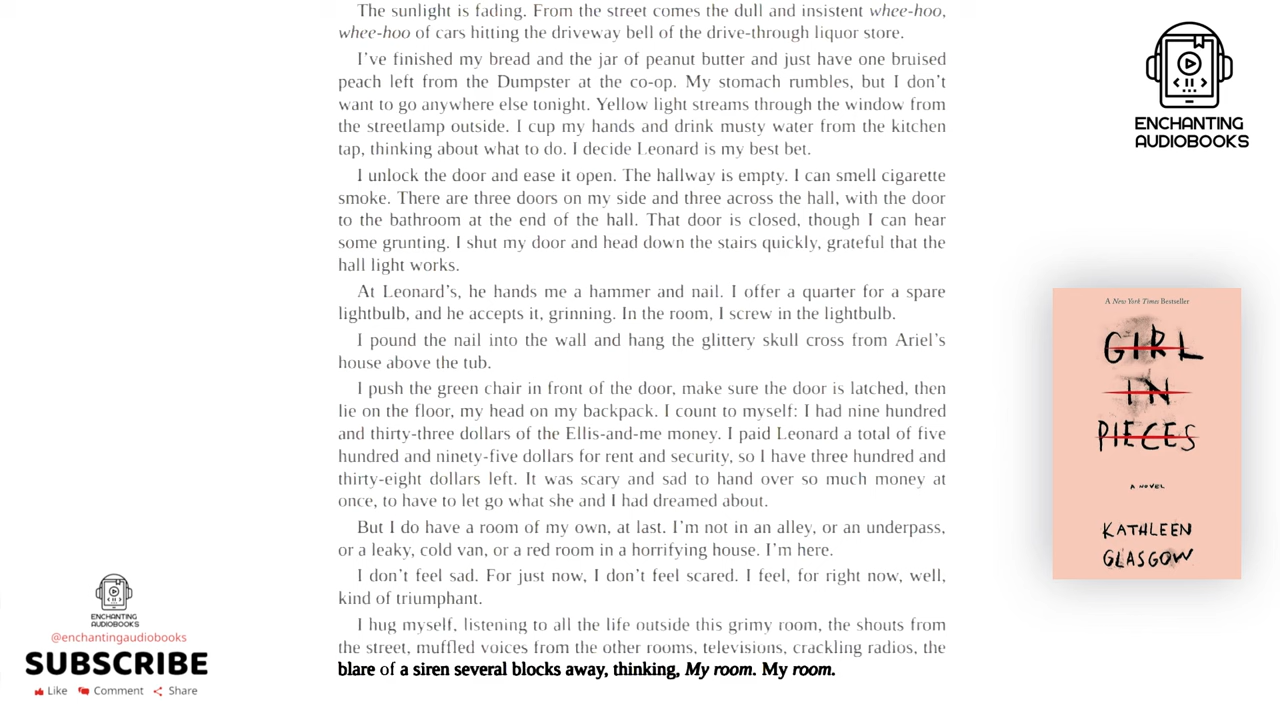 The sunlight is fading. From the street comes the dull and insistent whee-hoo,
whee-hoo of cars hitting the driveway bell of the drive-through liquor store.
I've finished my bread and the jar of peanut butter and just have one bruised
peach left from the Dumpster at the co-op. My stomach rumbles, but I don't
want to go anywhere else tonight. Yellow light streams through the window from
the streetlamp outside. I cup my hands and drink musty water from the kitchen
tap, thinking about what to do. I decide Leonard is my best bet.
I unlock the door and ease it open. The hallway is empty. I can smell cigarette
smoke. There are three doors on my side and three across the hall, with the door
to the bathroom at the end of the hall. That door is closed, though I can hear
some grunting. I shut my door and head down the stairs quickly, grateful that the
hall light works.
At Leonard's, he hands me a hammer and nail. I offer a quarter for a spare
lightbulb, and he accepts it, grinning. In the room, I screw in the lightbulb.
I pound the nail into the wall and hang the glittery skull cross from Ariel's
house above the tub.
I push the green chair in front of the door, make sure the door is latched, then
lie on the floor, my head on my backpack. I count to myself: I had nine hundred
and thirty-three dollars of the Ellis-and-me money. I paid Leonard a total of five
hundred and ninety-five dollars for rent and security, so I have three hundred and
thirty-eight dollars left. It was scary and sad to hand over so much money at
once, to have to let go what she and I had dreamed about.
But I do have a room of my own, at last. I'm not in an alley, or an underpass,
or a leaky, cold van, or a red room in a horrifying house. I'm here.
I don't feel sad. For just now, I don't feel scared. I feel, for right now, well,
kind of triumphant.
I hug myself, listening to all the life outside this grimy room, the shouts from
the street, muffled voices from the other rooms, televisions, crackling radios, the
blare of a siren several blocks away, thinking, My room. My room.
ENCHANTING
AUDIOBOOKS
A New York Times Bestseller
GIRL
IN
PIECES
A NOVEL
KATHLEEN
GLASGOW
ENCHANTING
AUDIOBOOKS
@enchantingaudiobooks
SUBSCRIBE
Like Comment Share